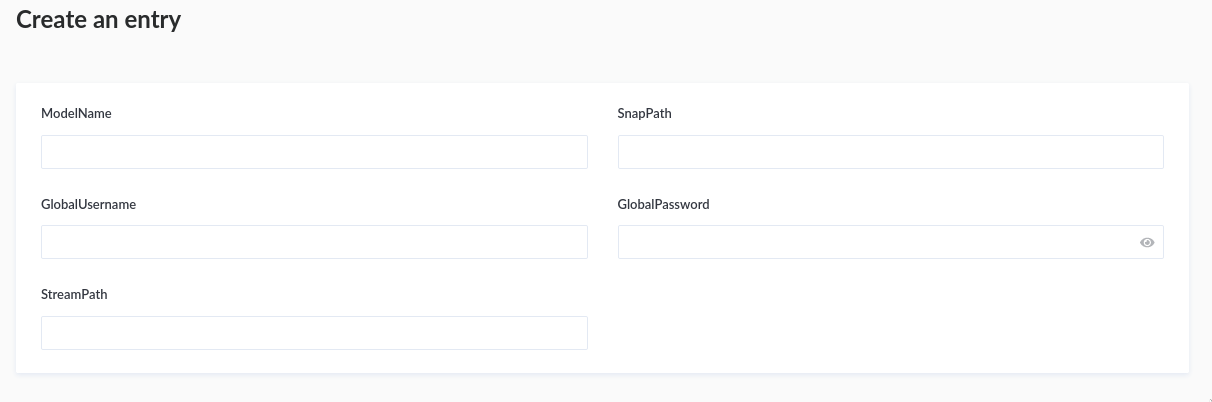 Create an entry
ModelName
SnapPath
GlobalUsername
GlobalPassword
StreamPath